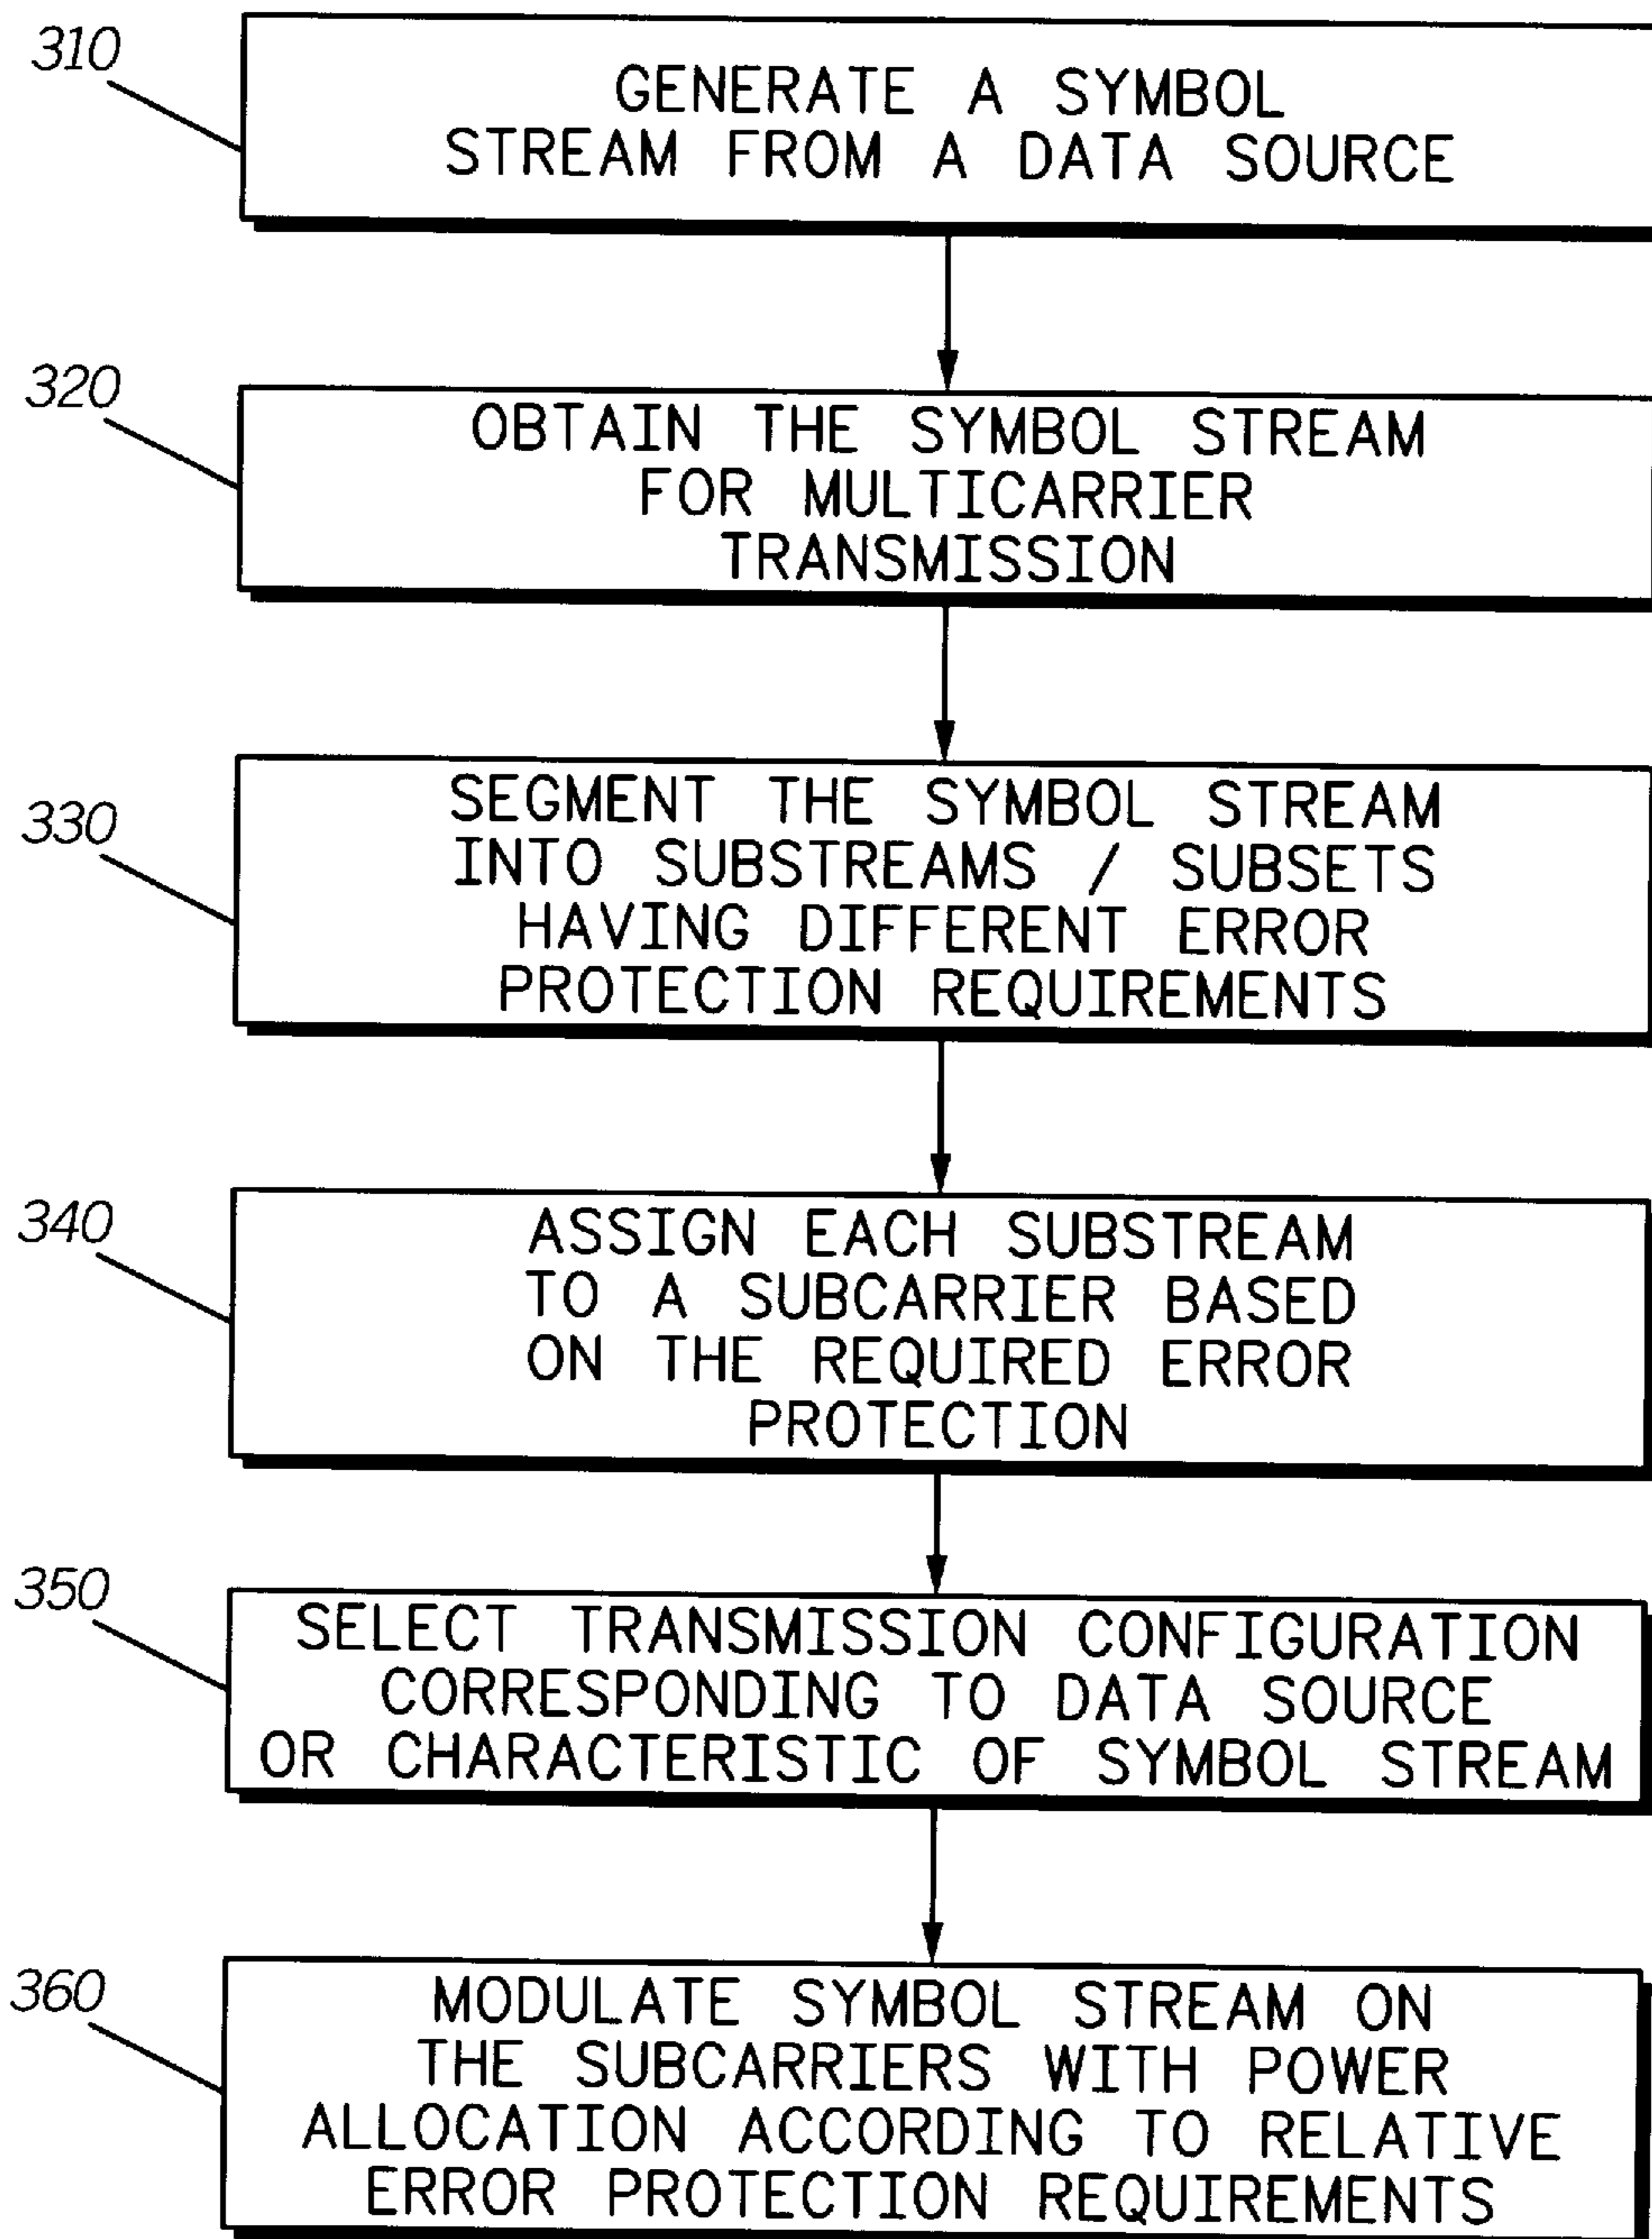 310
GENERATE A SYMBOL
STREAM FROM A DATA SOURCE
320
OBTAIN THE SYMBOL STREAM
FOR MULTICARRIER
TRANSMISSION
330
SEGMENT THE SYMBOL STREAM
INTO SUBSTREAMS / SUBSETS
HAVING DIFFERENT ERROR
PROTECTION REQUIREMENTS
340
ASSIGN EACH SUBSTREAM
TO A SUBCARRIER BASED
ON THE REQUIRED ERROR
PROTECTION
350
SELECT TRANSMISSION CONFIGURATION
CORRESPONDING TO DATA SOURCE
OR CHARACTERISTIC OF SYMBOL STREAM
360
MODULATE SYMBOL STREAM ON
THE SUBCARRIERS WITH POWER
ALLOCATION ACCORDING TO RELATIVE
ERROR PROTECTION REQUIREMENTS